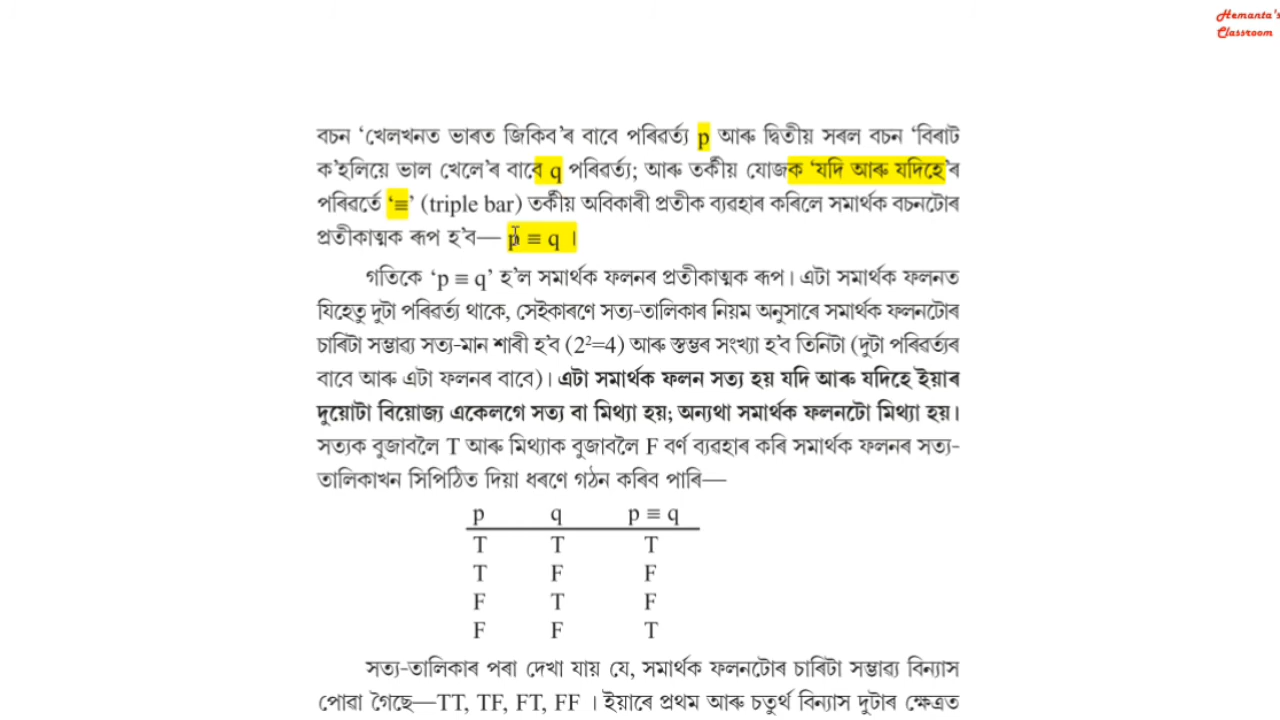 Hemanta's
Classroom
বচন ‘খেলখনত ভাৰত জিকিব’ৰ বাবে পৰিৱৰ্ত্য p আৰু দ্বিতীয় সৰল বচন ‘বিৰাট
ক'হলিয়ে ভাল খেলে’ৰ বাবে q পৰিৱৰ্ত্য; আৰু তৰ্কীয় যোজক ‘যদি আৰু যদিহে’ৰ
পৰিৱৰ্তে ‘≡’ (triple bar) তৰ্কীয় অবিকাৰী প্ৰতীক ব্যৱহাৰ কৰিলে সমাৰ্থক বচনটোৰ
প্ৰতীকাত্মক ৰূপ হ'ব— p ≡ q ।
গতিকে ‘p ≡ q’ হ'ল সমাৰ্থক ফলনৰ প্ৰতীকাত্মক ৰূপ। এটা সমাৰ্থক ফলনত
যিহেতু দুটা পৰিৱৰ্ত্য থাকে, সেইকাৰণে সত্য-তালিকাৰ নিয়ম অনুসাৰে সমাৰ্থক ফলনটোৰ
চাৰিটা সম্ভাব্য সত্য-মান শাৰী হ'ব (2²=4) আৰু স্তম্ভৰ সংখ্যা হ'ব তিনিটা (দুটা পৰিৱৰ্ত্যৰ
বাবে আৰু এটা ফলনৰ বাবে)। এটা সমাৰ্থক ফলন সত্য হয় যদি আৰু যদিহে ইয়াৰ
দুয়োটা বিয়োজ্য একেলগে সত্য বা মিথ্যা হয়; অন্যথা সমাৰ্থক ফলনটো মিথ্যা হয়।
সত্যক বুজাবলৈ T আৰু মিথ্যাক বুজাবলৈ F বৰ্ণ ব্যৱহাৰ কৰি সমাৰ্থক ফলনৰ সত্য-
তালিকাখন সিপিঠিত দিয়া ধৰণে গঠন কৰিব পাৰি—
p q p ≡ q
T T T
T F F
F T F
F F T
সত্য-তালিকাৰ পৰা দেখা যায় যে, সমাৰ্থক ফলনটোৰ চাৰিটা সম্ভাব্য বিন্যাস
পোৱা গৈছে—TT, TF, FT, FF । ইয়াৰে প্ৰথম আৰু চতুৰ্থ বিন্যাস দুটাৰ ক্ষেত্ৰত